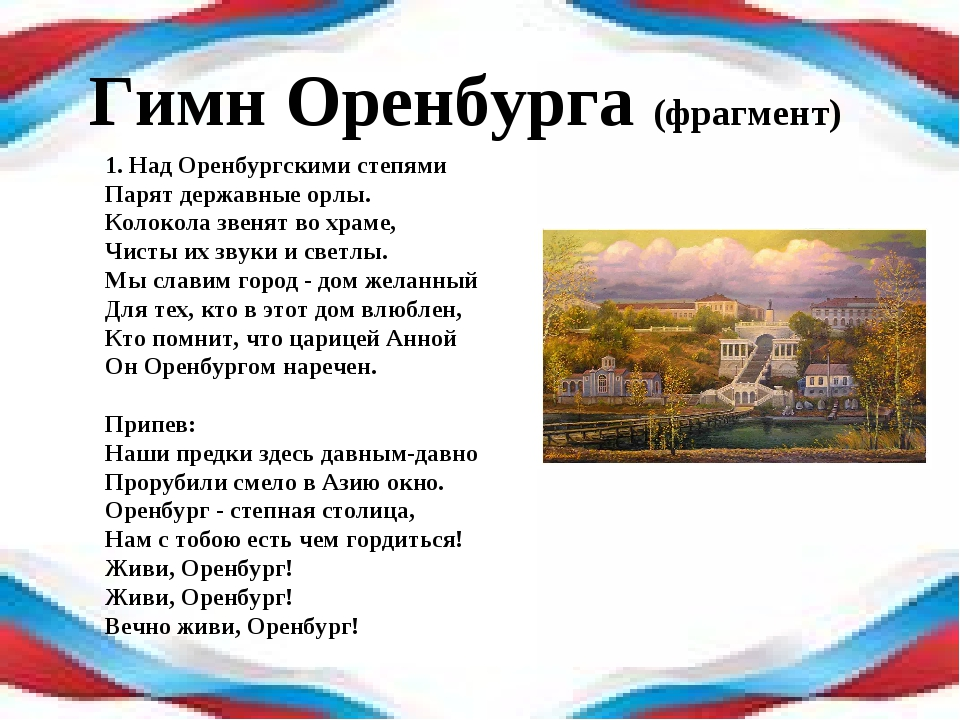 Гимн Оренбурга (фрагмент)
1. Над Оренбургскими степями
Парят державные орлы.
Колокола звенят во храме,
Чисты их звуки и светлы.
Мы славим город - дом желанный
Для тех, кто в этот дом влюблен,
Кто помнит, что царицей Анной
Он Оренбургом наречен.
Припев:
Наши предки здесь давным-давно
Прорубили смело в Азию окно.
Оренбург - степная столица,
Нам с тобою есть чем гордиться!
Живи, Оренбург!
Живи, Оренбург!
Вечно живи, Оренбург!